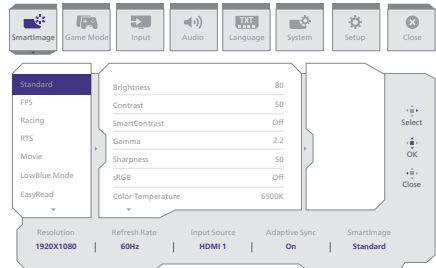 SmartImage
Game Mode
Input
Audio
TXT
Language
System
Setup
Close
Standard
FPS
Racing
RTS
Movie
LowBlue Mode
EasyRead
Brightness 80
Contrast 50
SmartContrast Off
Gamma 2.2
Sharpness 50
sRGB Off
Color Temperature 6500K
Select
OK
Close
Resolution Refresh Rate Input Source Adaptive Sync SmartImage
1920X1080 | 60Hz | HDMI 1 | On | Standard